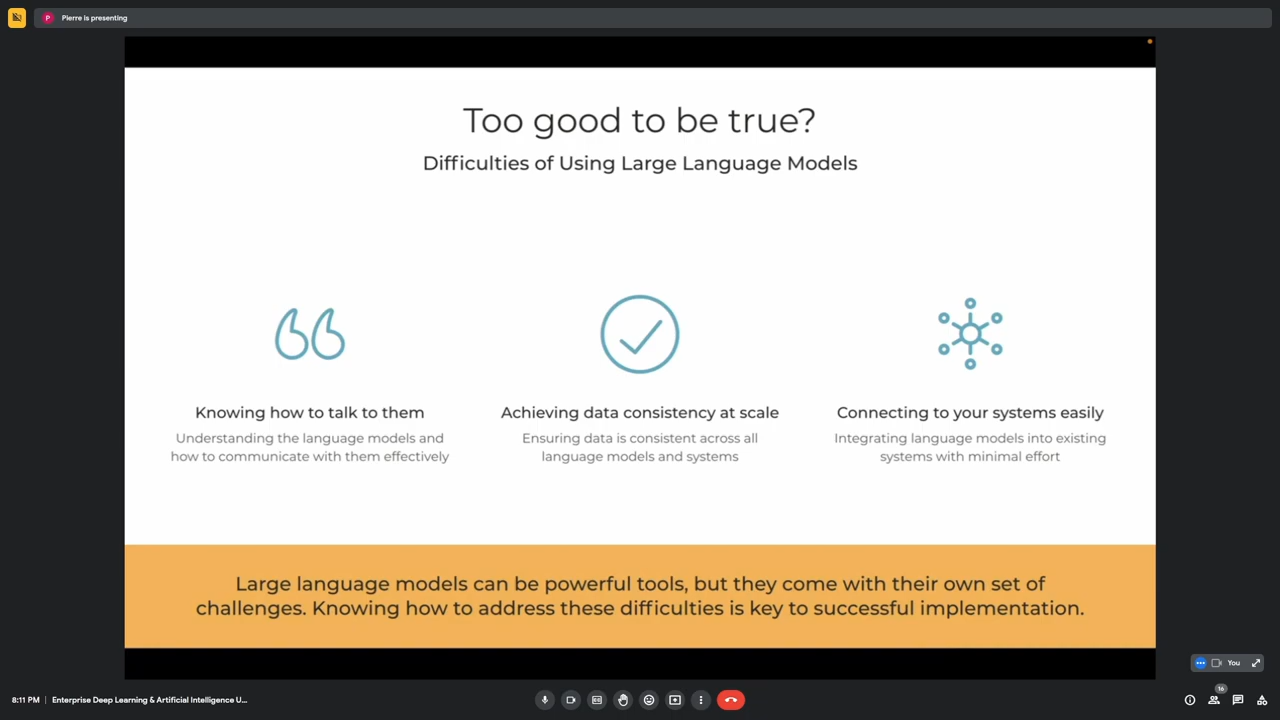 P Pierre is presenting
Too good to be true?
Difficulties of Using Large Language Models
Knowing how to talk to them
Understanding the language models and
how to communicate with them effectively
Achieving data consistency at scale
Ensuring data is consistent across all
language models and systems
Connecting to your systems easily
Integrating language models into existing
systems with minimal effort
Large language models can be powerful tools, but they come with their own set of
challenges. Knowing how to address these difficulties is key to successful implementation.
You
8:11 PM | Enterprise Deep Learning & Artificial Intelligence U...
16